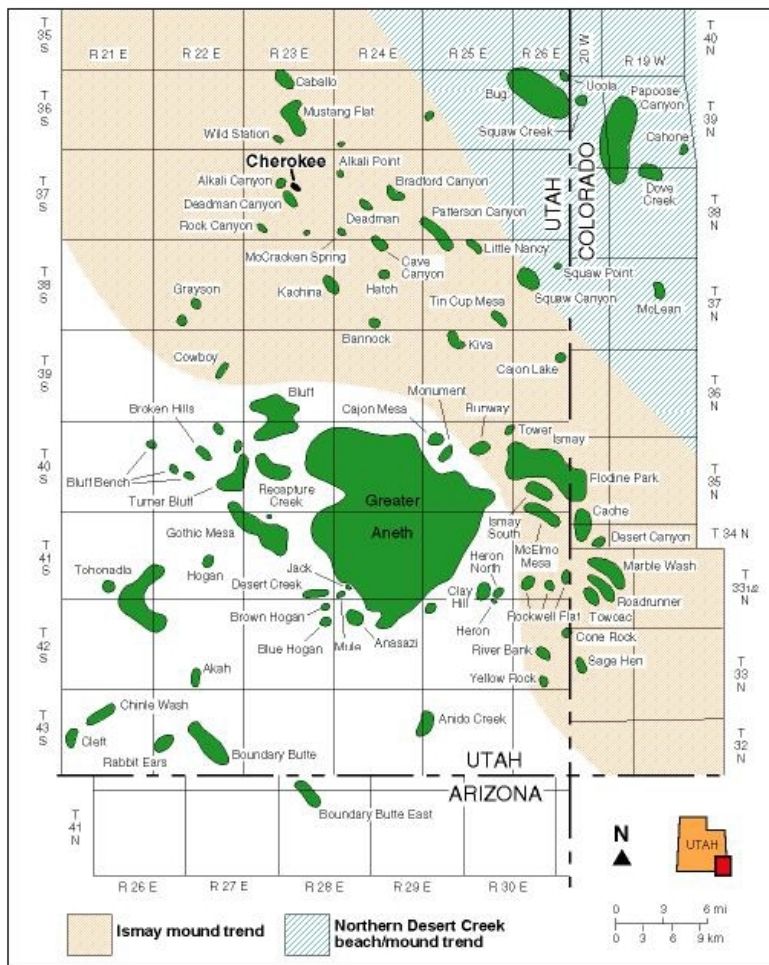 T
35
S
R 21 E
R 22 E
R 23 E
R 24 E
R 25 E
R 26 E
20 W
R 19 W
T
40
N
Caballo
Bug
Ucola
Papoose
Canyon
T
36
S
Mustang Flat
Squaw Creek
T
39
N
Wild Station
Cahone
Cherokee
Alkali Point
Alkali Canyon
Bradford Canyon
UTAH
COLORADO
Dove
Creek
T
37
S
Deadman Canyon
Deadman
Patterson Canyon
T
38
N
Rock Canyon
McCracken Spring
Cave
Canyon
Little Nancy
Squaw Point
T
38
S
Grayson
Kachina
Hatch
Tin Cup Mesa
Squaw Canyon
McLean
T
37
N
Bannock
Kiva
Cajon Lake
T
39
S
Cowboy
T
36
N
Bluff
Monument
Broken Hills
Cajon Mesa
Runway
Tower
Ismay
T
40
S
Bluff Bench
Turner Bluff
Recapture
Creek
Greater
Aneth
Flodine Park
T
35
N
Ismay
South
Cache
Gothic Mesa
McElmo
Mesa
Desert Canyon
T 34 N
T
41
S
Tohonadla
Hogan
Jack
Desert Creek
Heron
North
Clay
Hill
Marble Wash
T
33 1/2
N
Roadrunner
Brown Hogan
Blue Hogan
Mule
Anasazi
Heron
Rockwell Flat
Towoac
T
42
S
Cone Rock
River Bank
Sage Hen
T
33
N
Akah
Yellow Rock
Chinle Wash
T
43
S
Cleft
Rabbit Ears
Boundary Butte
Anido Creek
T
32
N
UTAH
ARIZONA
T
41
N
Boundary Butte East
N
UTAH
R 26 E
R 27 E
R 28 E
R 29 E
R 30 E
Ismay mound trend
Northern Desert Creek
beach/mound trend
0 3 6 mi
0 3 6 9 km